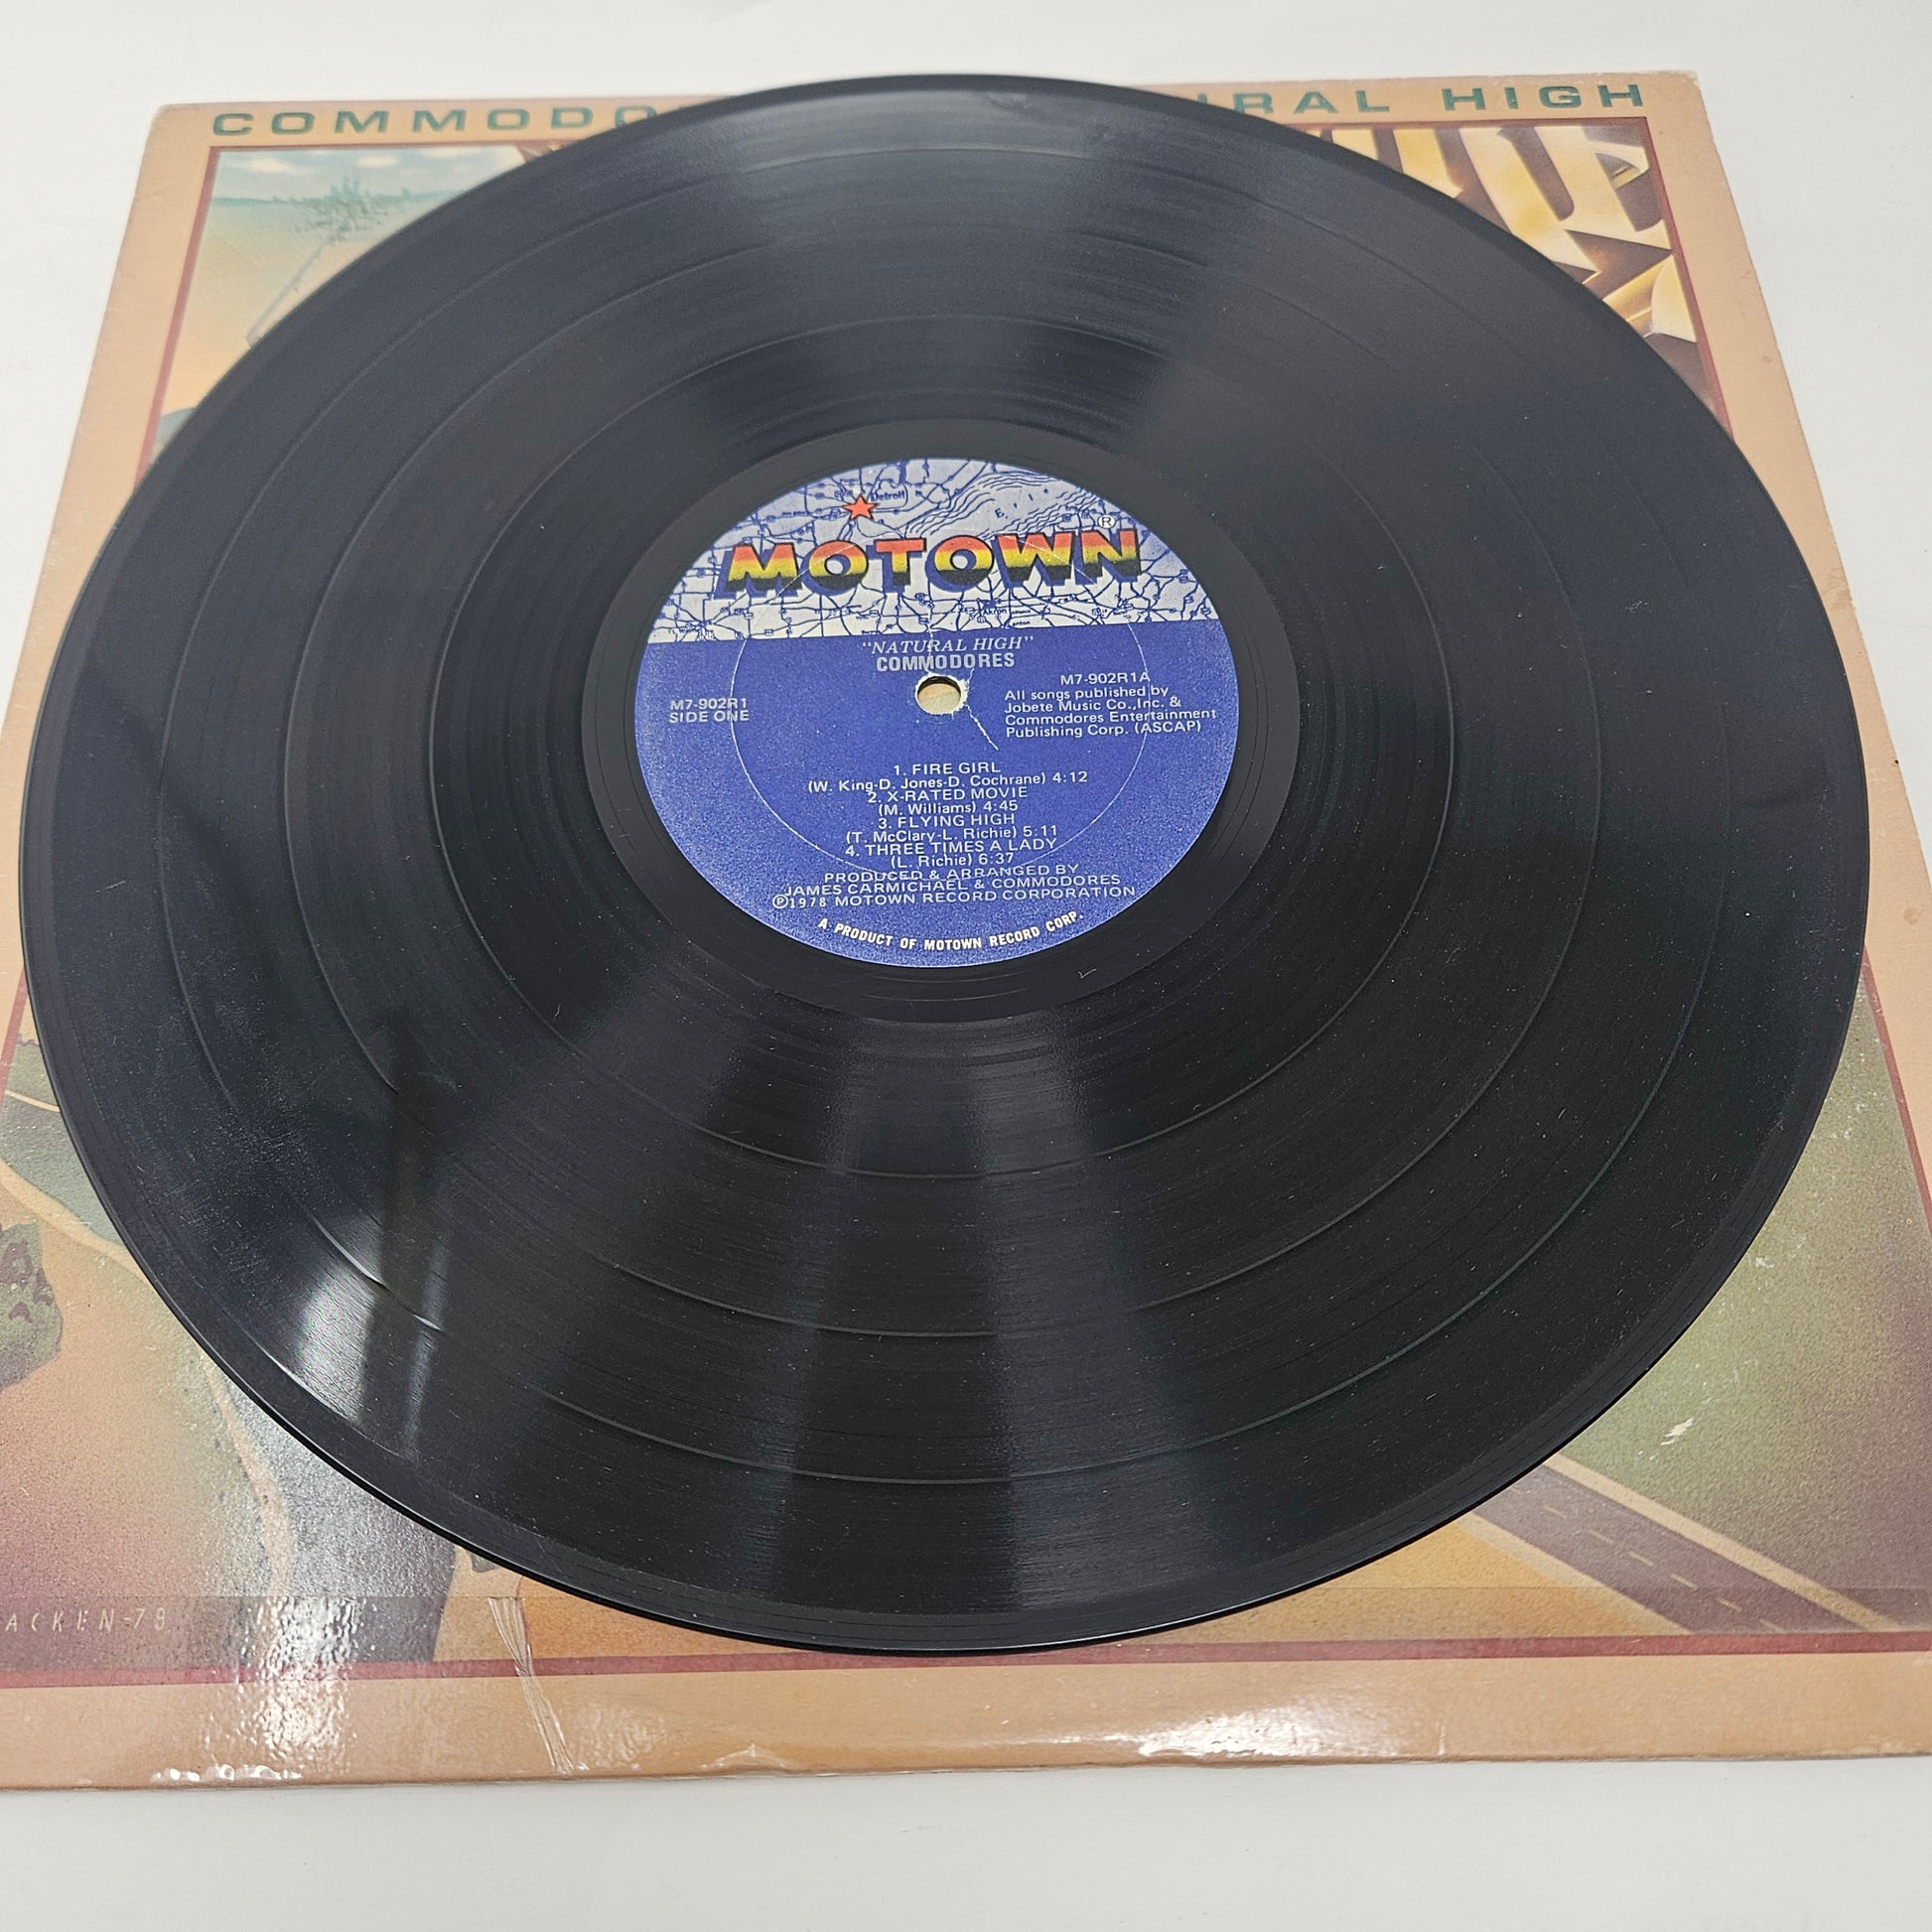 COMMODO
URAL HIGH
Detroit
E. I
MOTOWN®
Akron
"NATURAL HIGH"
COMMODORES
M7-902R1
SIDE ONE
M7-902R1A
All songs published by
Jobete Music Co., Inc. &
Commodores Entertainment
Publishing Corp. (ASCAP)
1. FIRE GIRL
(W. King-D. Jones-D. Cochrane) 4:12
2. X-RATED MOVIE
(M. Williams) 4:45
3. FLYING HIGH
(T. McClary-L. Richie) 5:11
4. THREE TIMES A LADY
(L. Richie) 6:37
PRODUCED & ARRANGED BY
JAMES CARMICHAEL & COMMODORES
℗1978 MOTOWN RECORD CORPORATION
A PRODUCT OF MOTOWN RECORD CORP.
ACKEN-78